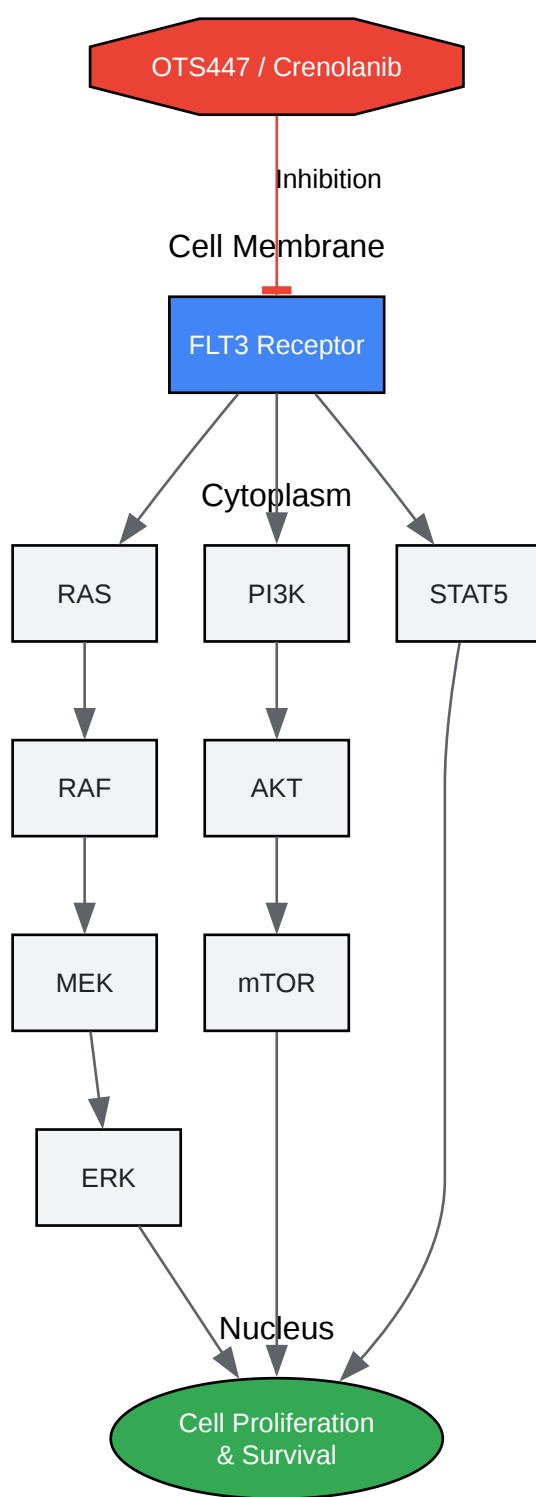 OTS447 / Crenolanib
Inhibition
Cell Membrane
FLT3 Receptor
Cytoplasm
RAS
PI3K
STAT5
RAF
AKT
MEK
mTOR
ERK
Nucleus
Cell Proliferation
& Survival